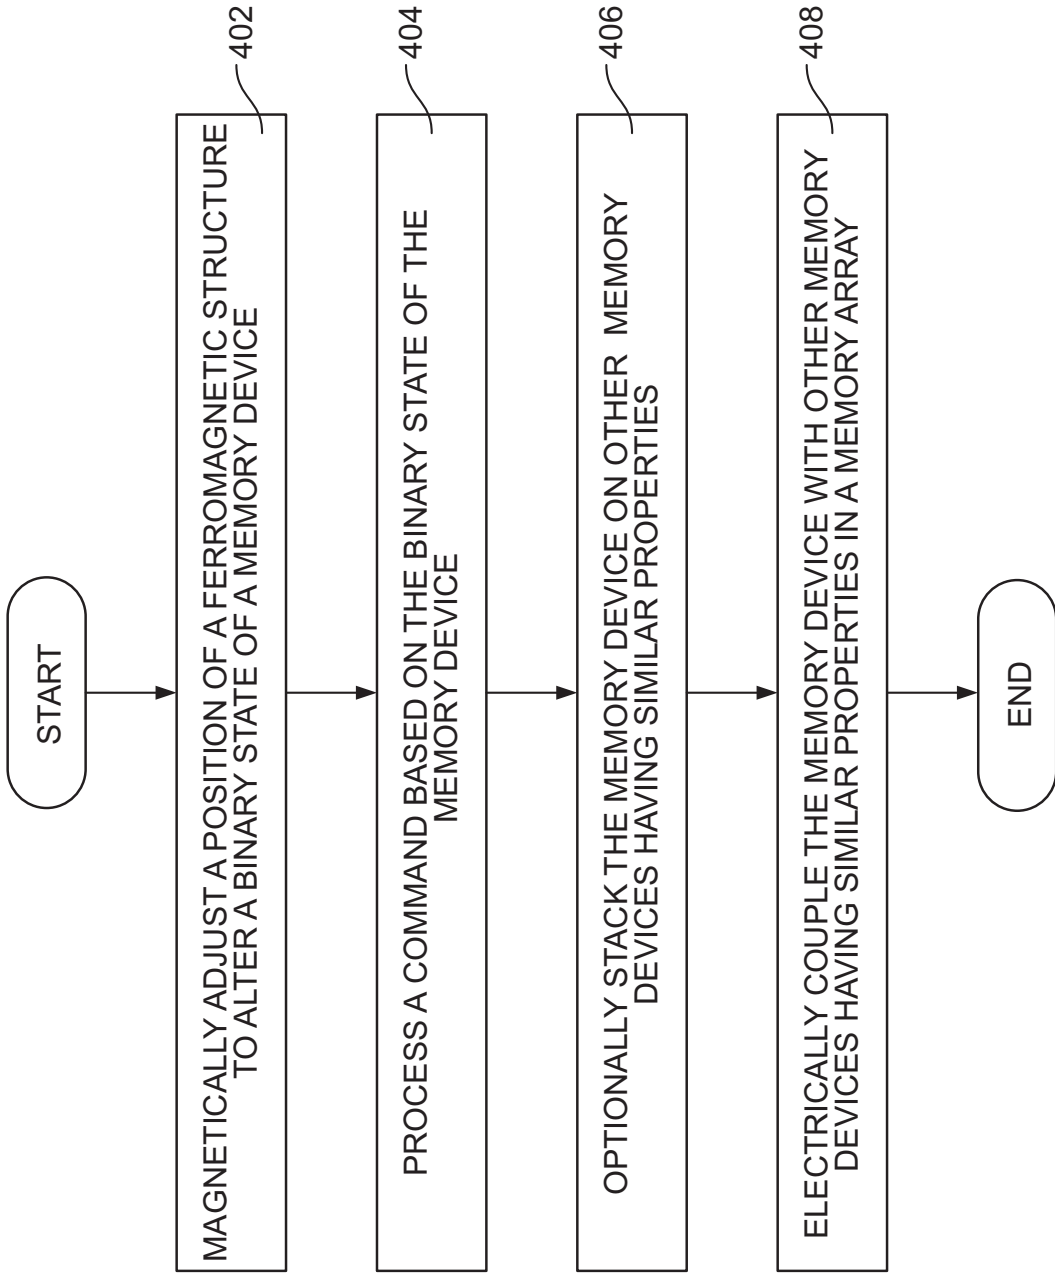 START
MAGNETICALLY ADJUST A POSITION OF A FERROMAGNETIC STRUCTURE
TO ALTER A BINARY STATE OF A MEMORY DEVICE
402
PROCESS A COMMAND BASED ON THE BINARY STATE OF THE
MEMORY DEVICE
404
OPTIONALLY STACK THE MEMORY DEVICE ON OTHER MEMORY
DEVICES HAVING SIMILAR PROPERTIES
406
ELECTRICALLY COUPLE THE MEMORY DEVICE WITH OTHER MEMORY
DEVICES HAVING SIMILAR PROPERTIES IN A MEMORY ARRAY
408
END